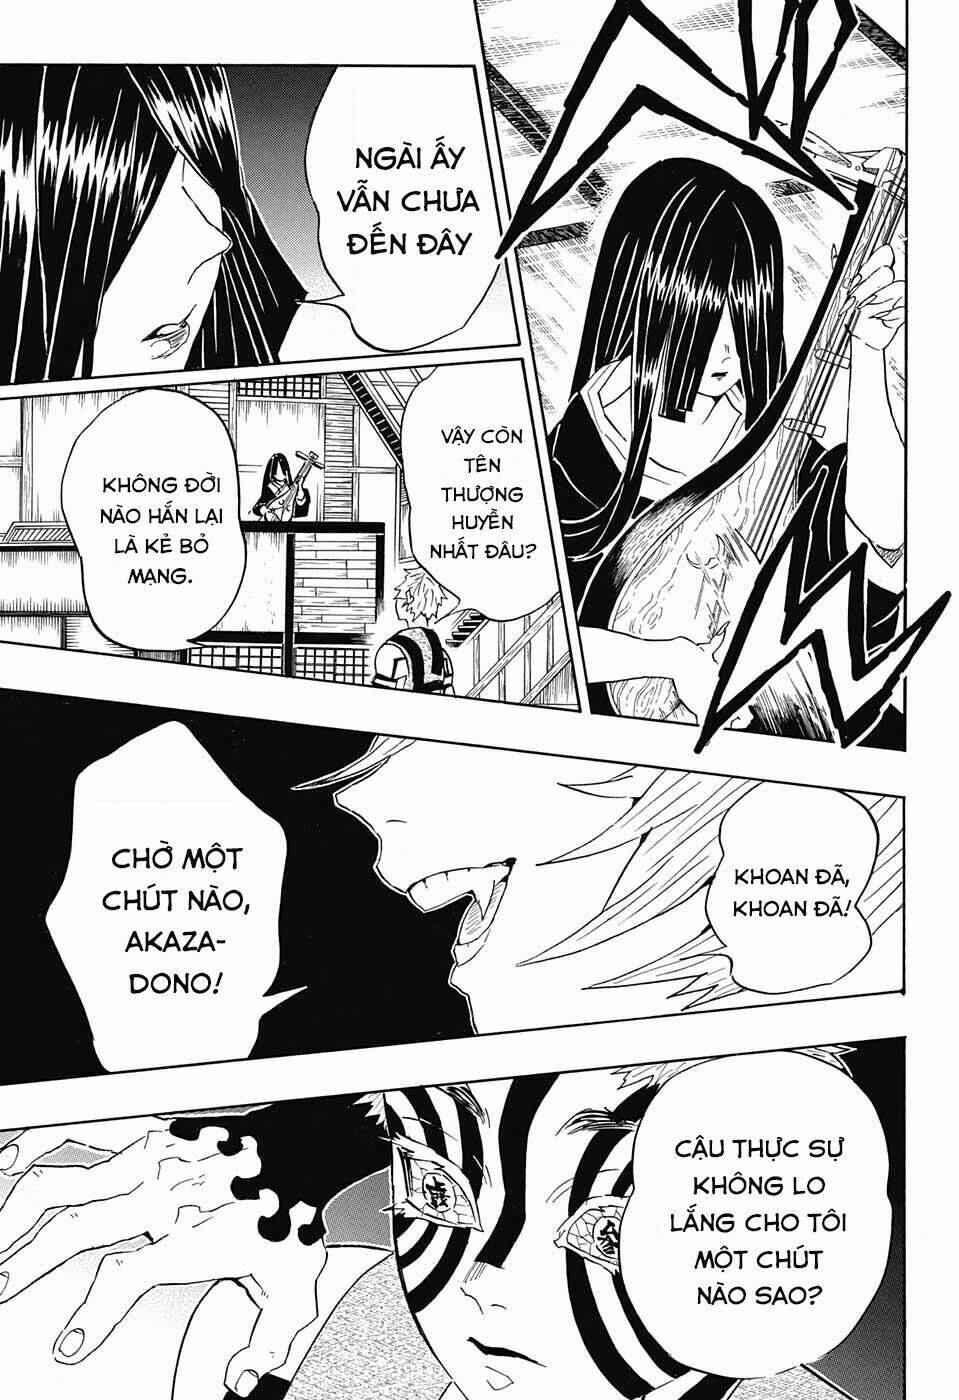 NGÀI ẤY
VẪN CHƯA
ĐẾN ĐÂY
VẬY CÒN
TÊN
THƯỢNG
HUYỀN
NHẤT ĐÂU?
KHÔNG ĐỜI
NÀO HẮN LẠI
LÀ KẺ BỎ
MẠNG.
KHOAN ĐÃ,
KHOAN ĐÃ!
CHỜ MỘT
CHÚT NÀO,
AKAZA-
DONO!
CẬU THỰC SỰ
KHÔNG LO
LẮNG CHO TÔI
MỘT CHÚT
NÀO SAO?